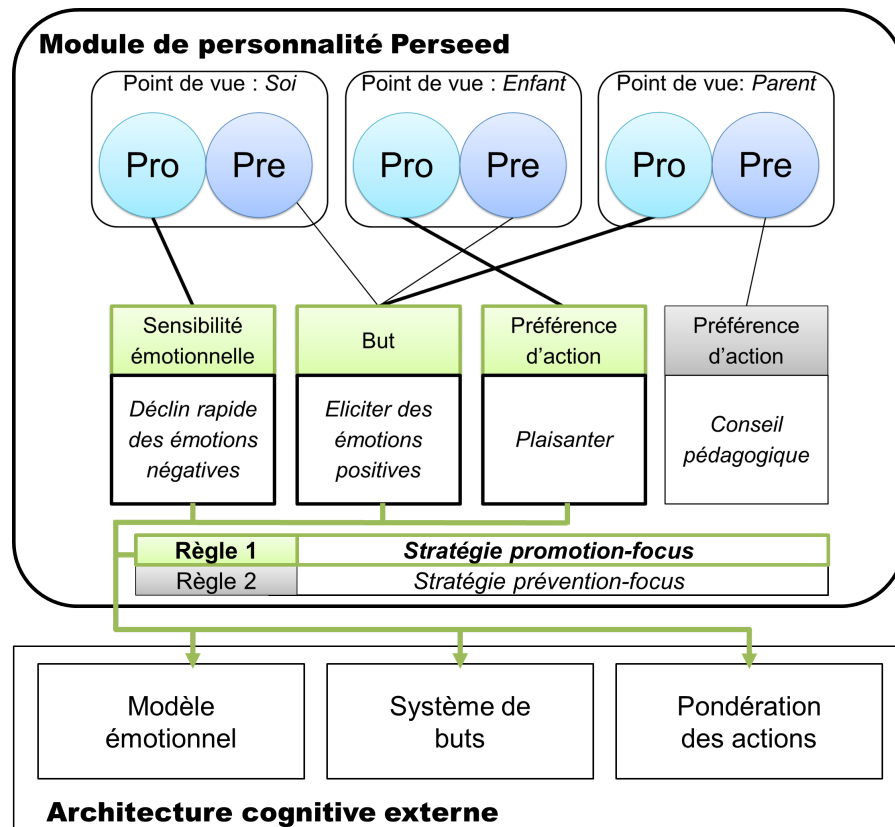 Module de personnalité Perseed
Point de vue : Soi
Point de vue : Enfant
Point de vue: Parent
Pro
Pre
Pro
Pre
Pro
Pre
Sensibilité
émotionnelle
But
Préférence
d'action
Préférence
d'action
Déclin rapide
des émotions
négatives
Eliciter des
émotions
positives
Plaisanter
Conseil
pédagogique
Règle 1
Stratégie promotion-focus
Règle 2
Stratégie prévention-focus
Modèle
émotionnel
Système de
buts
Pondération
des actions
Architecture cognitive externe